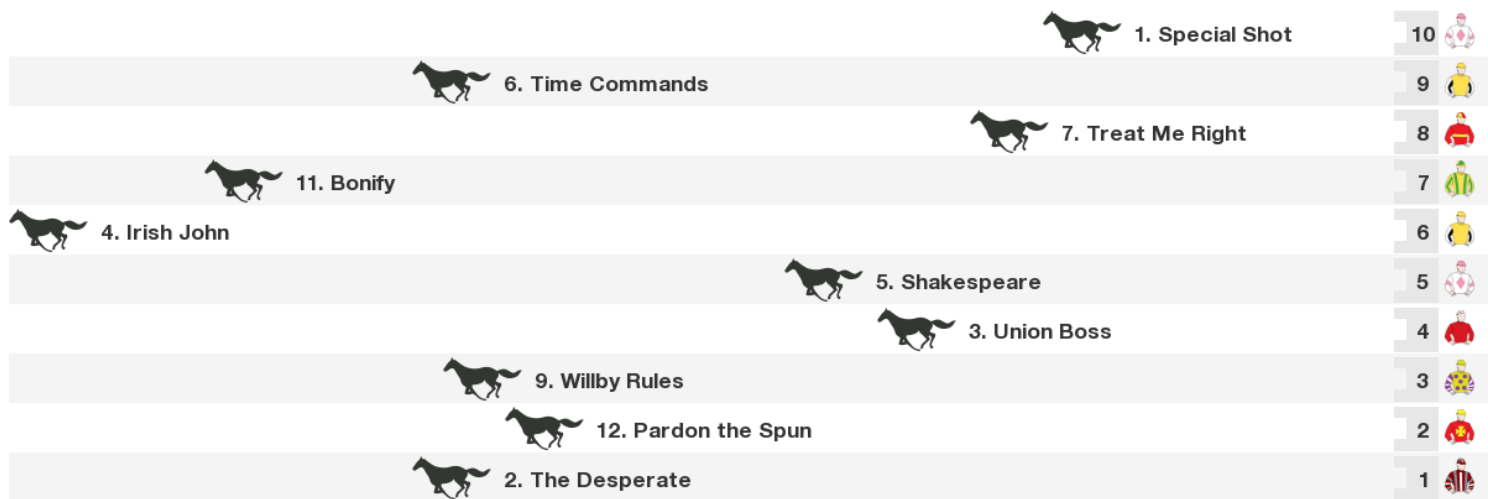 1. Special Shot 10
6. Time Commands 9
7. Treat Me Right 8
11. Bonify 7
4. Irish John 6
5. Shakespeare 5
3. Union Boss 4
9. Willby Rules 3
12. Pardon the Spun 2
2. The Desperate 1